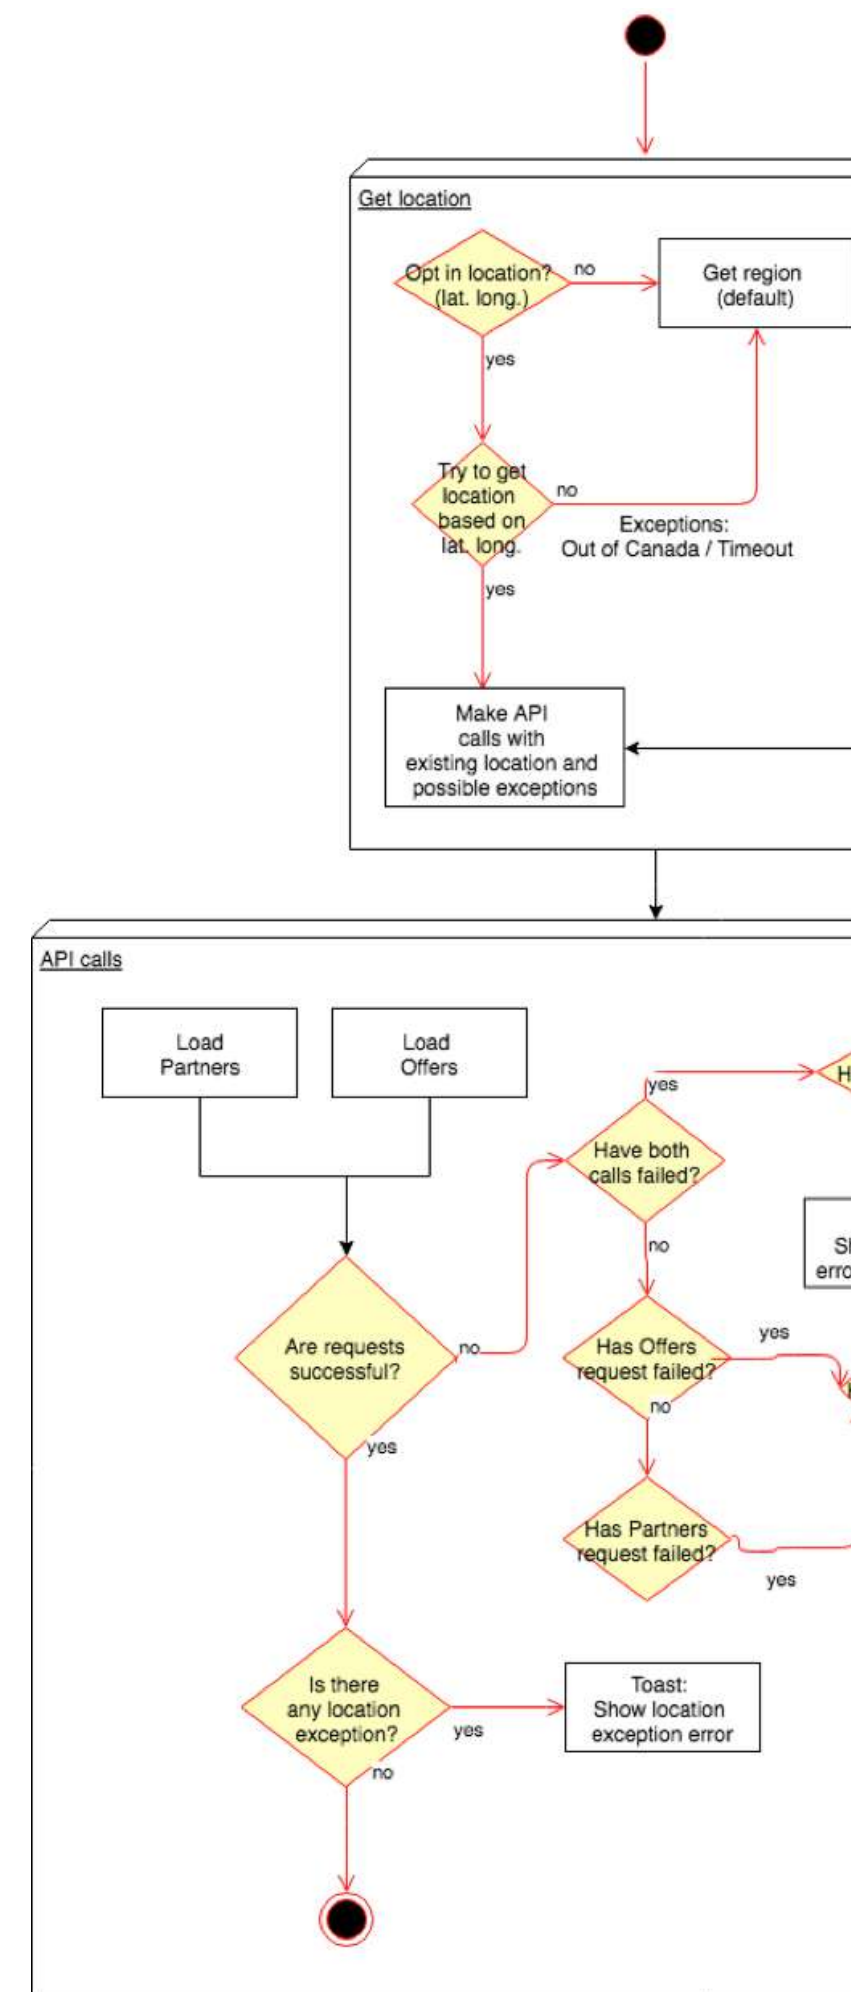 Get location
Opt in location?
(lat. long.)
no
Get region
(default)
yes
Try to get
location
based on
lat. long.
no
Exceptions:
Out of Canada / Timeout
yes
Make API
calls with
existing location and
possible exceptions
API calls
Load
Partners
Load
Offers
yes
Have both
calls failed?
no
Are requests
successful?
no
Has Offers
request failed?
yes
no
yes
Has Partners
request failed?
yes
Is there
any location
exception?
yes
Toast:
Show location
exception error
no